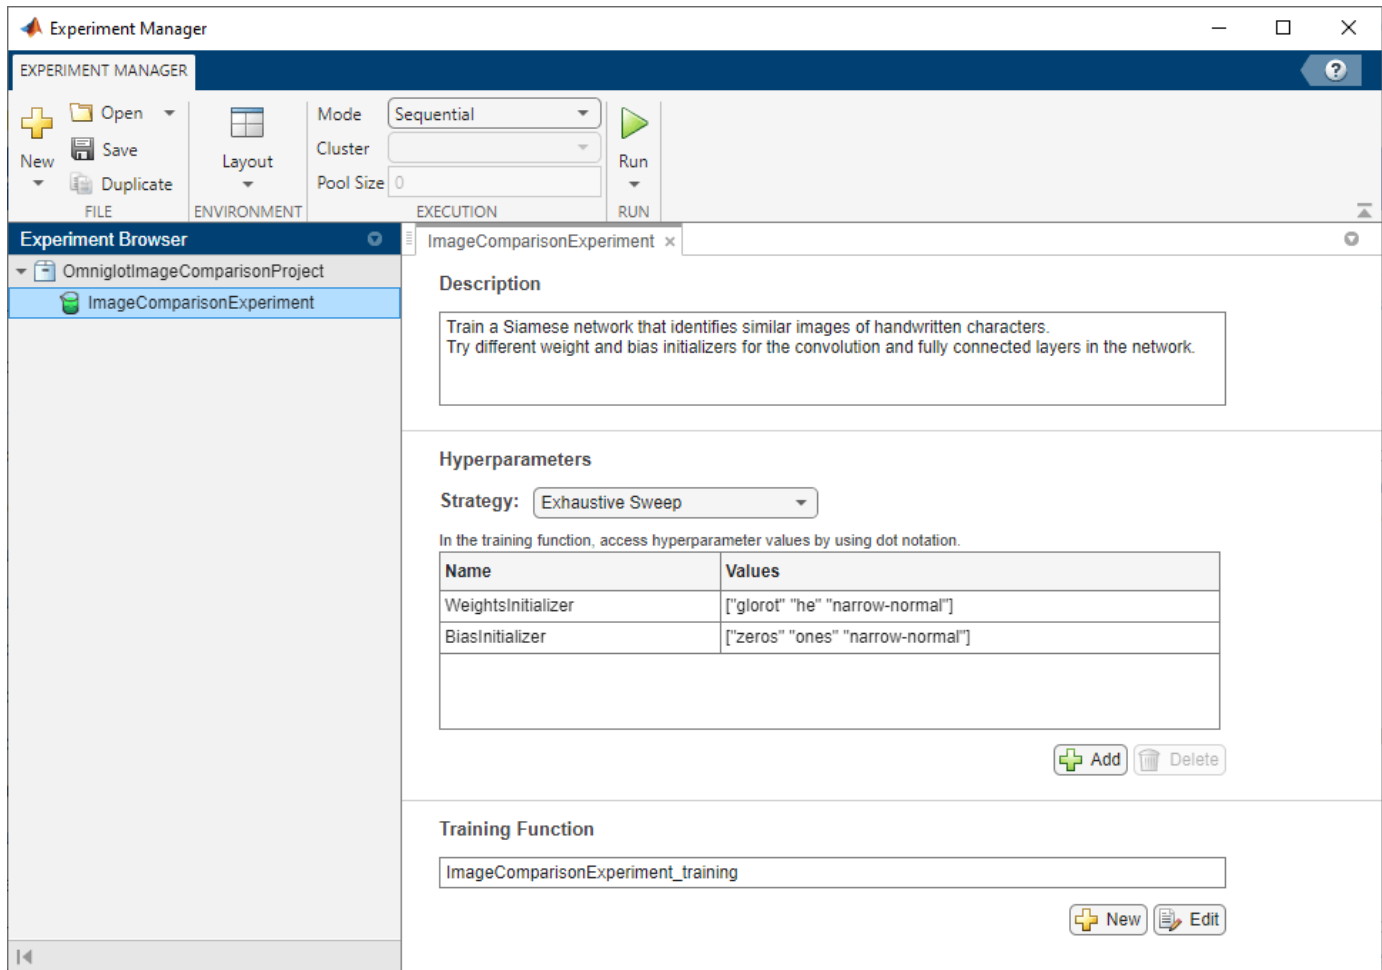 Experiment Manager
EXPERIMENT MANAGER
?
New
Open
Save
Duplicate
FILE
Layout
ENVIRONMENT
Mode
Sequential
Cluster
Pool Size
0
EXECUTION
Run
RUN
Experiment Browser
OmniglotImageComparisonProject
ImageComparisonExperiment
ImageComparisonExperiment
Description
Train a Siamese network that identifies similar images of handwritten characters.
Try different weight and bias initializers for the convolution and fully connected layers in the network.
Hyperparameters
Strategy: Exhaustive Sweep
In the training function, access hyperparameter values by using dot notation.
Name Values
WeightsInitializer ["glorot" "he" "narrow-normal"]
BiasInitializer ["zeros" "ones" "narrow-normal"]
Add Delete
Training Function
ImageComparisonExperiment_training
New Edit